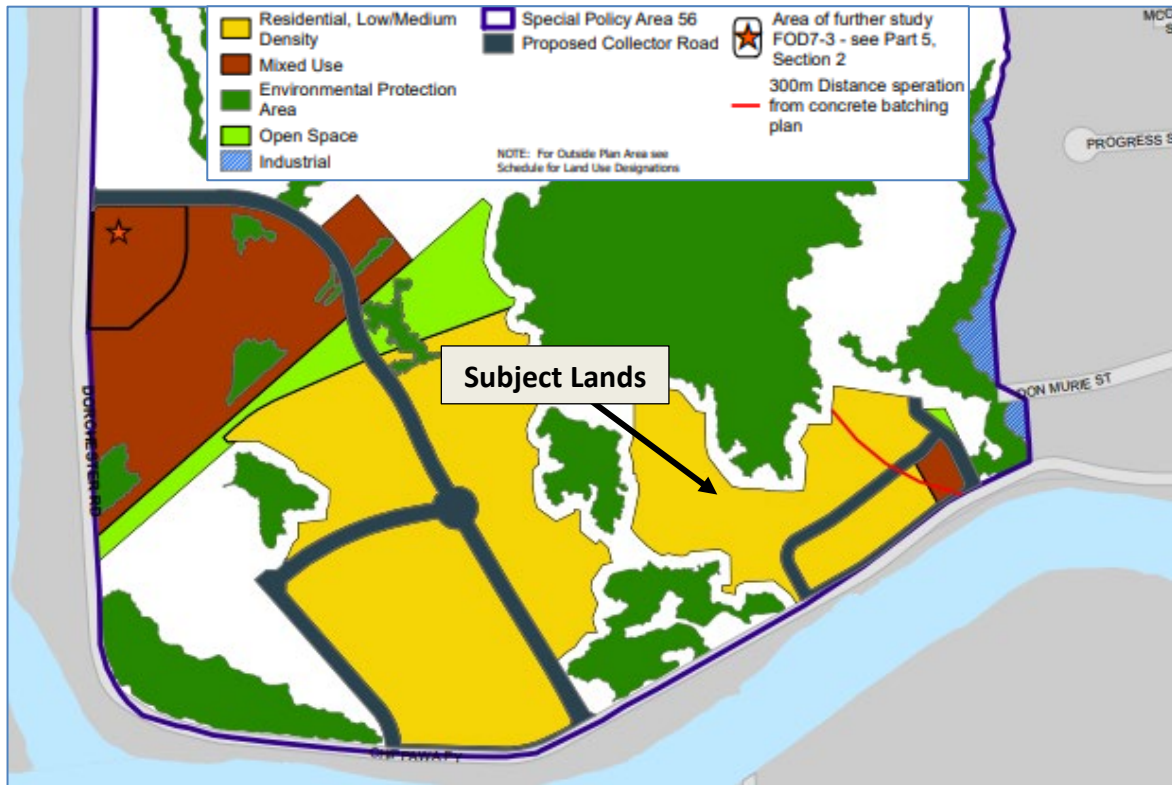 Residential, Low/Medium
Density
Mixed Use
Environmental Protection
Area
Open Space
Industrial
Special Policy Area 56
Proposed Collector Road
NOTE: For Outside Plan Area see
Schedule for Land Use Designations
Area of further study
FOD7-3 - see Part 5,
Section 2
300m Distance speration
from concrete batching
plan
PROGRESS S
Subject Lands
DON MURIE ST
DORCHESTER RD